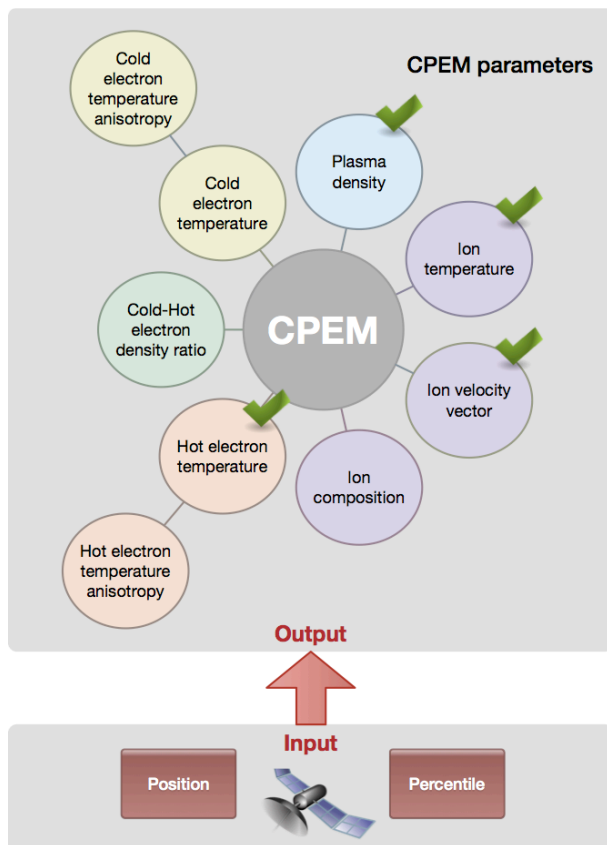 CPEM parameters
Cold
electron
temperature
anisotropy
Cold
electron
temperature
Plasma
density
Ion
temperature
Cold-Hot
electron
density ratio
CPEM
Ion velocity
vector
Hot electron
temperature
Ion
composition
Hot electron
temperature
anisotropy
Output
Input
Position
Percentile